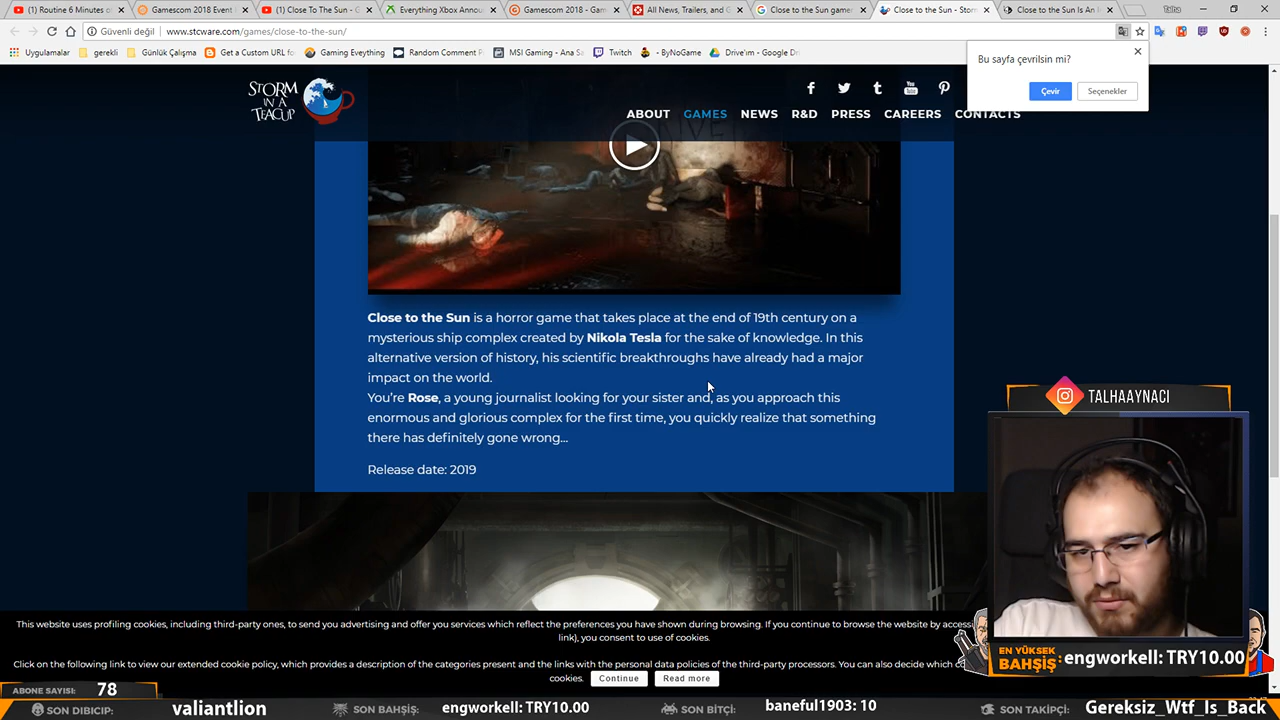 (1) Routine 6 Minutes o
Gamescom 2018 Event
(1) Close To The Sun - G
Everything Xbox Annou
Gamescom 2018 - Gam
All News, Trailers, and G
Close to the Sun gamer
Close to the Sun - Storm
Close to the Sun Is An
Talha
Güvenli değil
www.stcware.com/games/close-to-the-sun/
Uygulamalar
gerekli
Günlük Çalışma
Get a Custom URL for
Gaming Eveything
Random Comment P
MSI Gaming - Ana Sa
Twitch
- ByNoGame
Drive'ım - Google Dr
Bu sayfa çevrilsin mi?
Çevir
Seçenekler
STORM
IN A
TEACUP
ABOUT GAMES NEWS R&D PRESS CAREERS CONTACTS
Close to the Sun is a horror game that takes place at the end of 19th century on a
mysterious ship complex created by Nikola Tesla for the sake of knowledge. In this
alternative version of history, his scientific breakthroughs have already had a major
impact on the world.
You're Rose, a young journalist looking for your sister and, as you approach this
enormous and glorious complex for the first time, you quickly realize that something
there has definitely gone wrong...
Release date: 2019
TALHAAYNACI
This website uses profiling cookies, including third-party ones, to send you advertising and offer you services which reflect the preferences you have shown during browsing. If you continue to browse the website by access
link), you consent to use of cookies.
Click on the following link to view our extended cookie policy, which provides a description of the categories present and the links with the personal data policies of the third-party processors. You can also decide which
cookies.
Continue
Read more
EN YÜKSEK
BAHŞİŞ
: engworkell: TRY10.00
ABONE SAYISI: 78
SON DIBICIP: valiantlion
SON BAHŞİŞ: engworkell: TRY10.00
SON BİTÇİ: baneful1903: 10
SON TAKİPÇİ: Gereksiz_Wtf_Is_Back